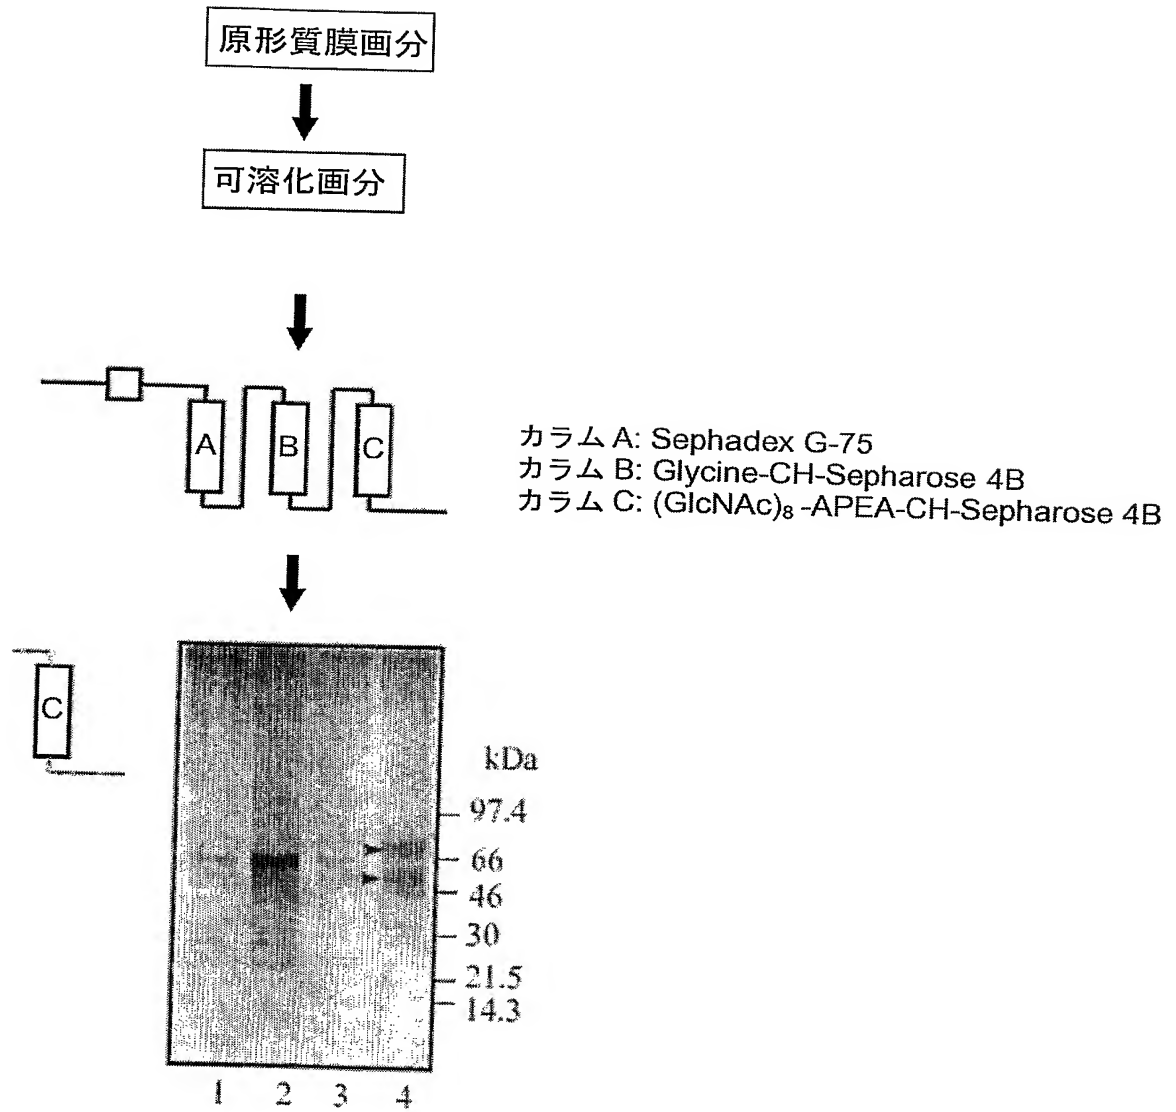 原形質膜画分
可溶化画分
A
B
C
カラム A: Sephadex G-75
カラム B: Glycine-CH-Sepharose 4B
カラム C: (GlcNAc)₈ -APEA-CH-Sepharose 4B
C
kDa
97.4
66
46
30
21.5
14.3
1 2 3 4